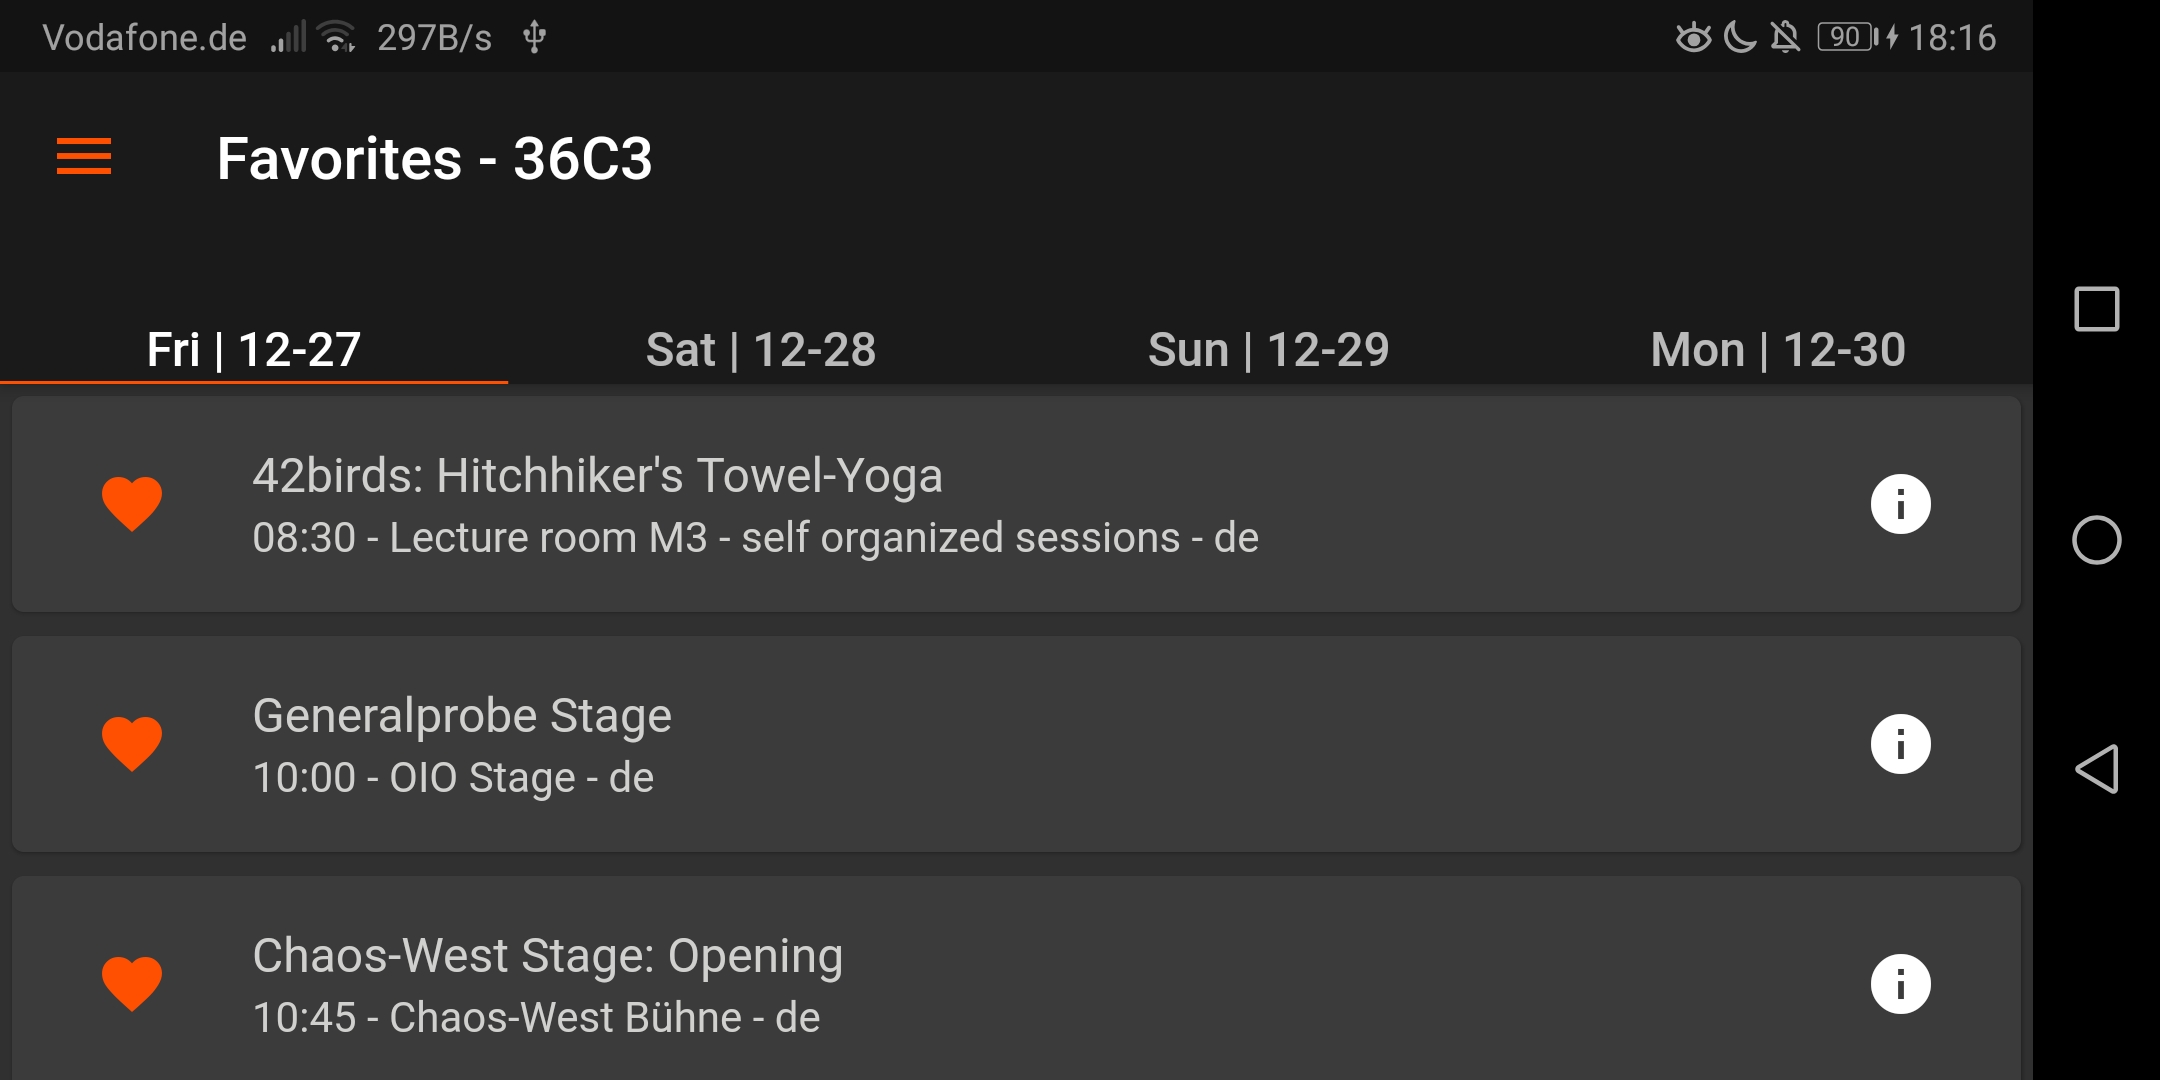 Vodafone.de 297B/s 90 18:16
Favorites - 36C3
Fri | 12-27 Sat | 12-28 Sun | 12-29 Mon | 12-30
42birds: Hitchhiker's Towel-Yoga
08:30 - Lecture room M3 - self organized sessions - de
Generalprobe Stage
10:00 - OIO Stage - de
Chaos-West Stage: Opening
10:45 - Chaos-West Bühne - de